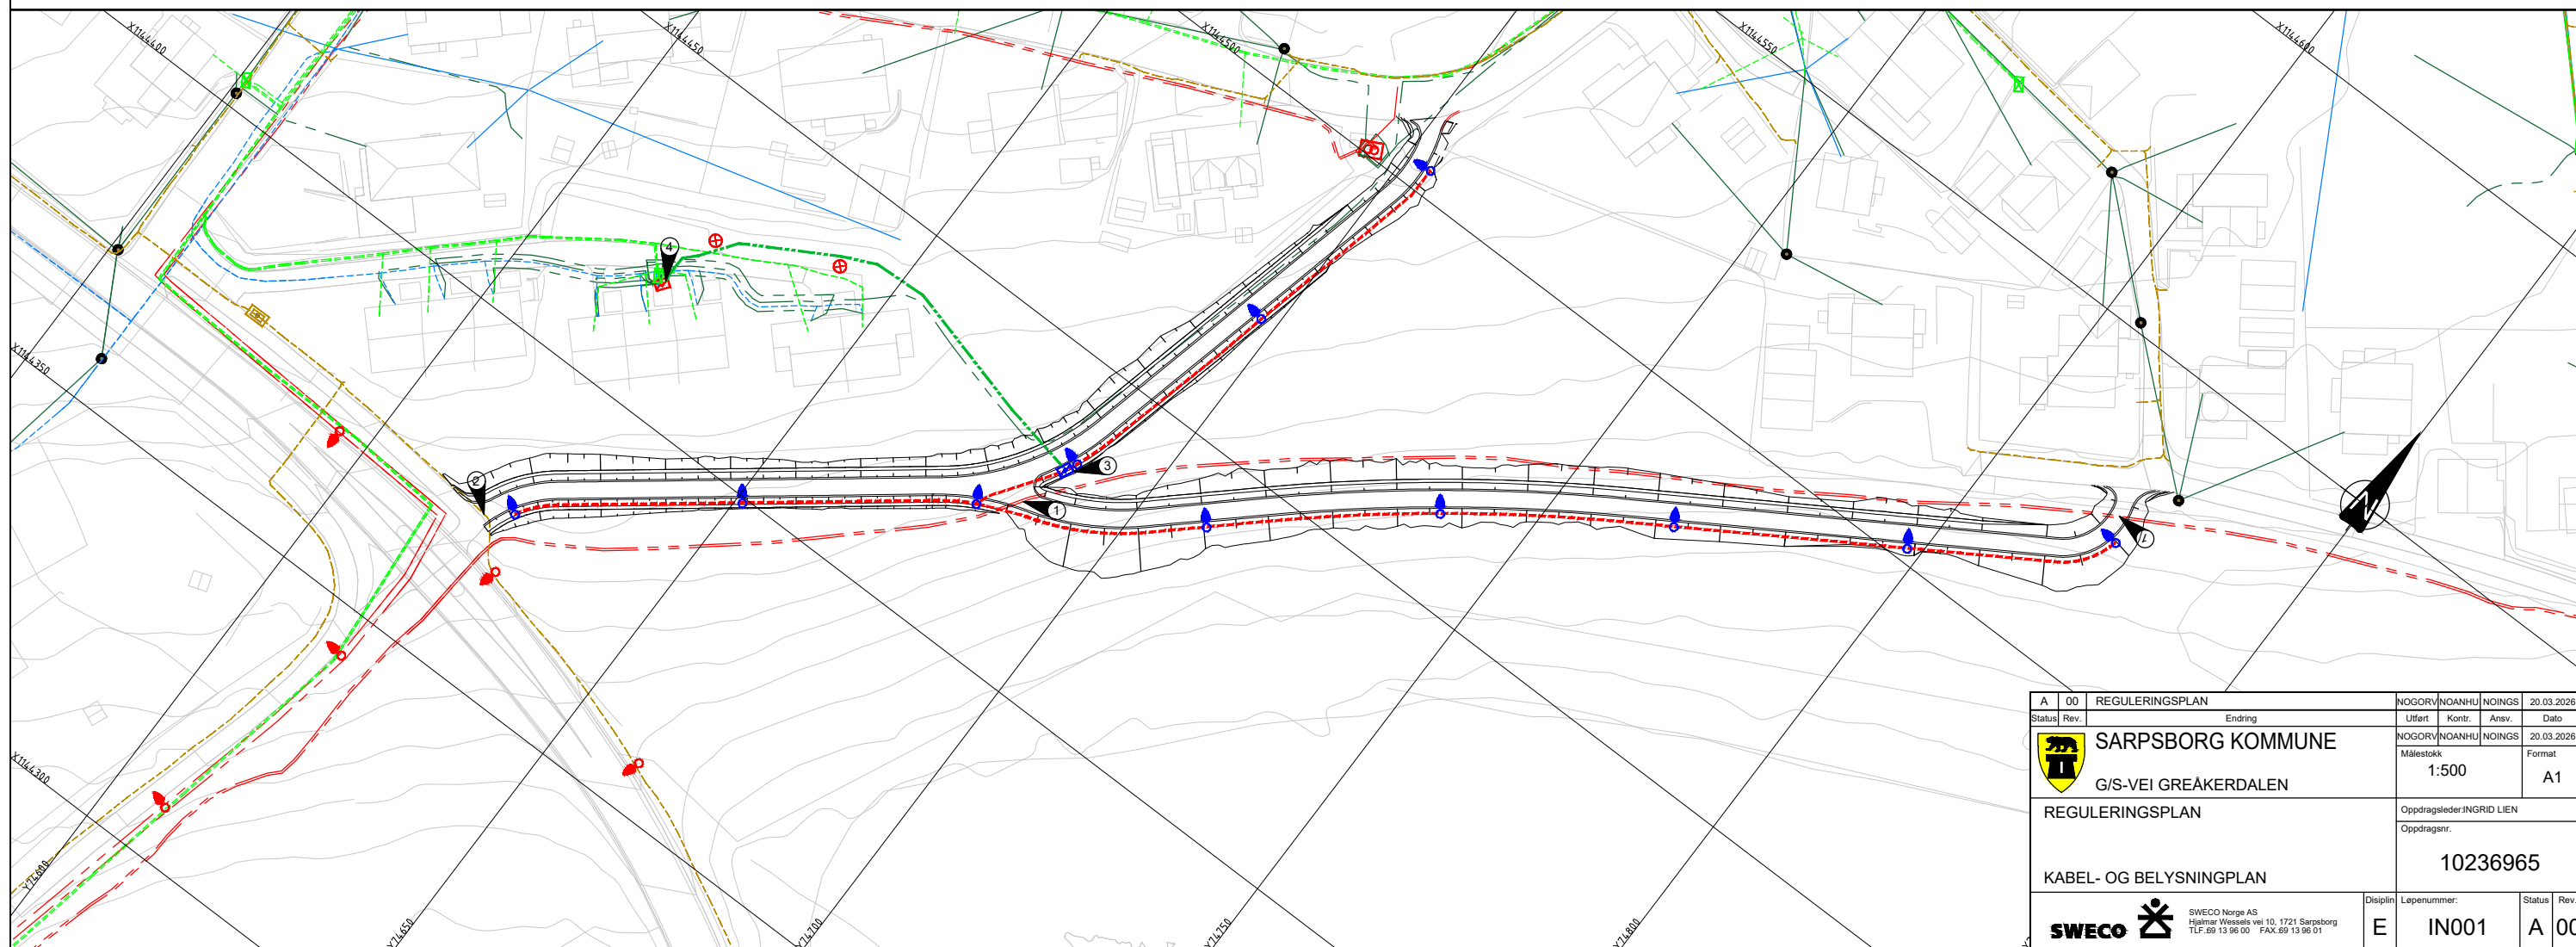 X1144400
X1144450
X1144500
X1144550
X1144600
X1144350
4
2
3
1
1
N
X1144300
Y74600
Y74650
Y74700
Y74750
Y74800
A 00 REGULERINGSPLAN NOGORV NOANHU NOINGS 20.03.2026
Status Rev. Endring Utført Kontr. Ansv. Dato
NOGORV NOANHU NOINGS 20.03.2026
SARPSBORG KOMMUNE
G/S-VEI GREÅKERDALEN
Målestokk Format
1:500 A1
REGULERINGSPLAN
Oppdragsleder:INGRID LIEN
Oppdragsnr.
10236965
KABEL- OG BELYSNINGPLAN
SWECO
SWECO Norge AS
Hjalmar Wessels vei 10, 1721 Sarpsborg
TLF.:69 13 96 00 FAX.:69 13 96 01
Disiplin Løpenummer: Status Rev.
E IN001 A 00